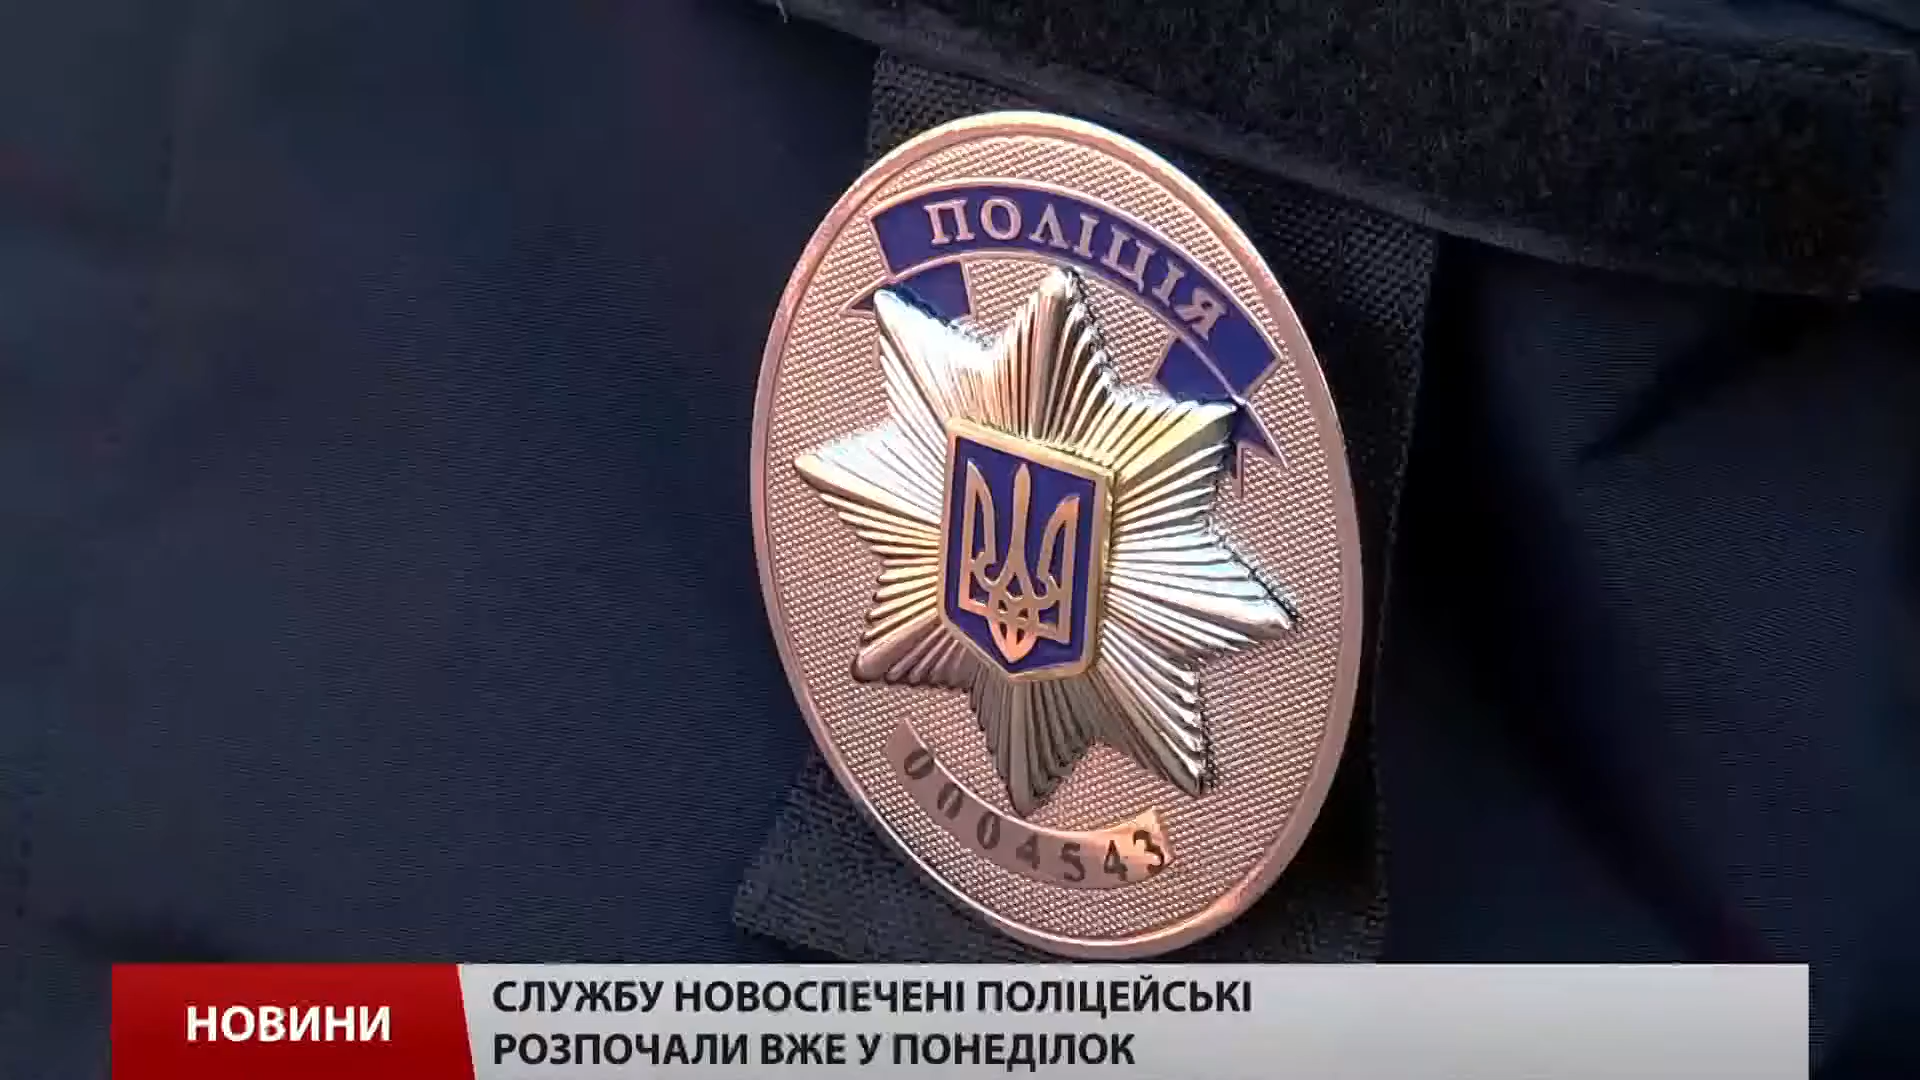 ПОЛІЦІЯ
0004543
НОВИНИ
СЛУЖБУ НОВОСПЕЧЕНІ ПОЛІЦЕЙСЬКІ
РОЗПОЧАЛИ ВЖЕ У ПОНЕДІЛОК